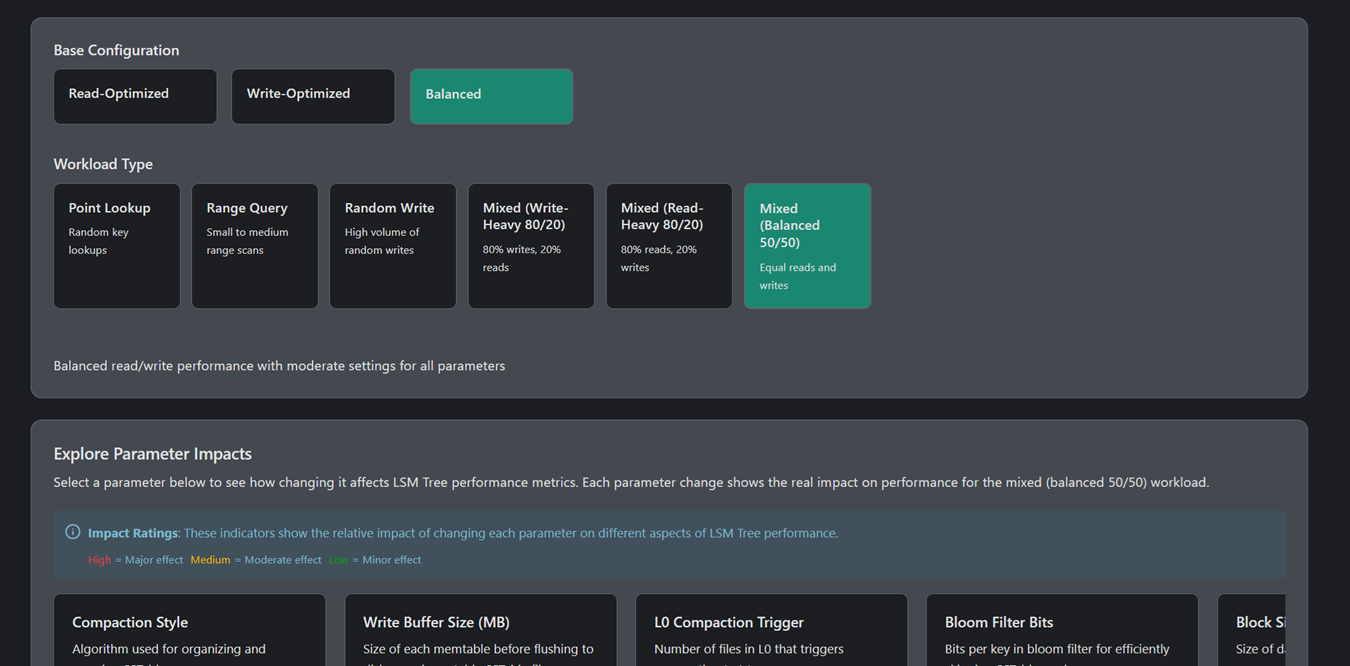 Base Configuration
Read-Optimized
Write-Optimized
Balanced
Workload Type
Point Lookup
Random key
lookups
Range Query
Small to medium
range scans
Random Write
High volume of
random writes
Mixed (Write-
Heavy 80/20)
80% writes, 20%
reads
Mixed (Read-
Heavy 80/20)
80% reads, 20%
writes
Mixed
(Balanced
50/50)
Equal reads and
writes
Balanced read/write performance with moderate settings for all parameters
Explore Parameter Impacts
Select a parameter below to see how changing it affects LSM Tree performance metrics. Each parameter change shows the real impact on performance for the mixed (balanced 50/50) workload.
Impact Ratings: These indicators show the relative impact of changing each parameter on different aspects of LSM Tree performance.
High = Major effect Medium = Moderate effect Low = Minor effect
Compaction Style
Algorithm used for organizing and
Write Buffer Size (MB)
Size of each memtable before flushing to
L0 Compaction Trigger
Number of files in L0 that triggers
Bloom Filter Bits
Bits per key in bloom filter for efficiently
Block
Size of